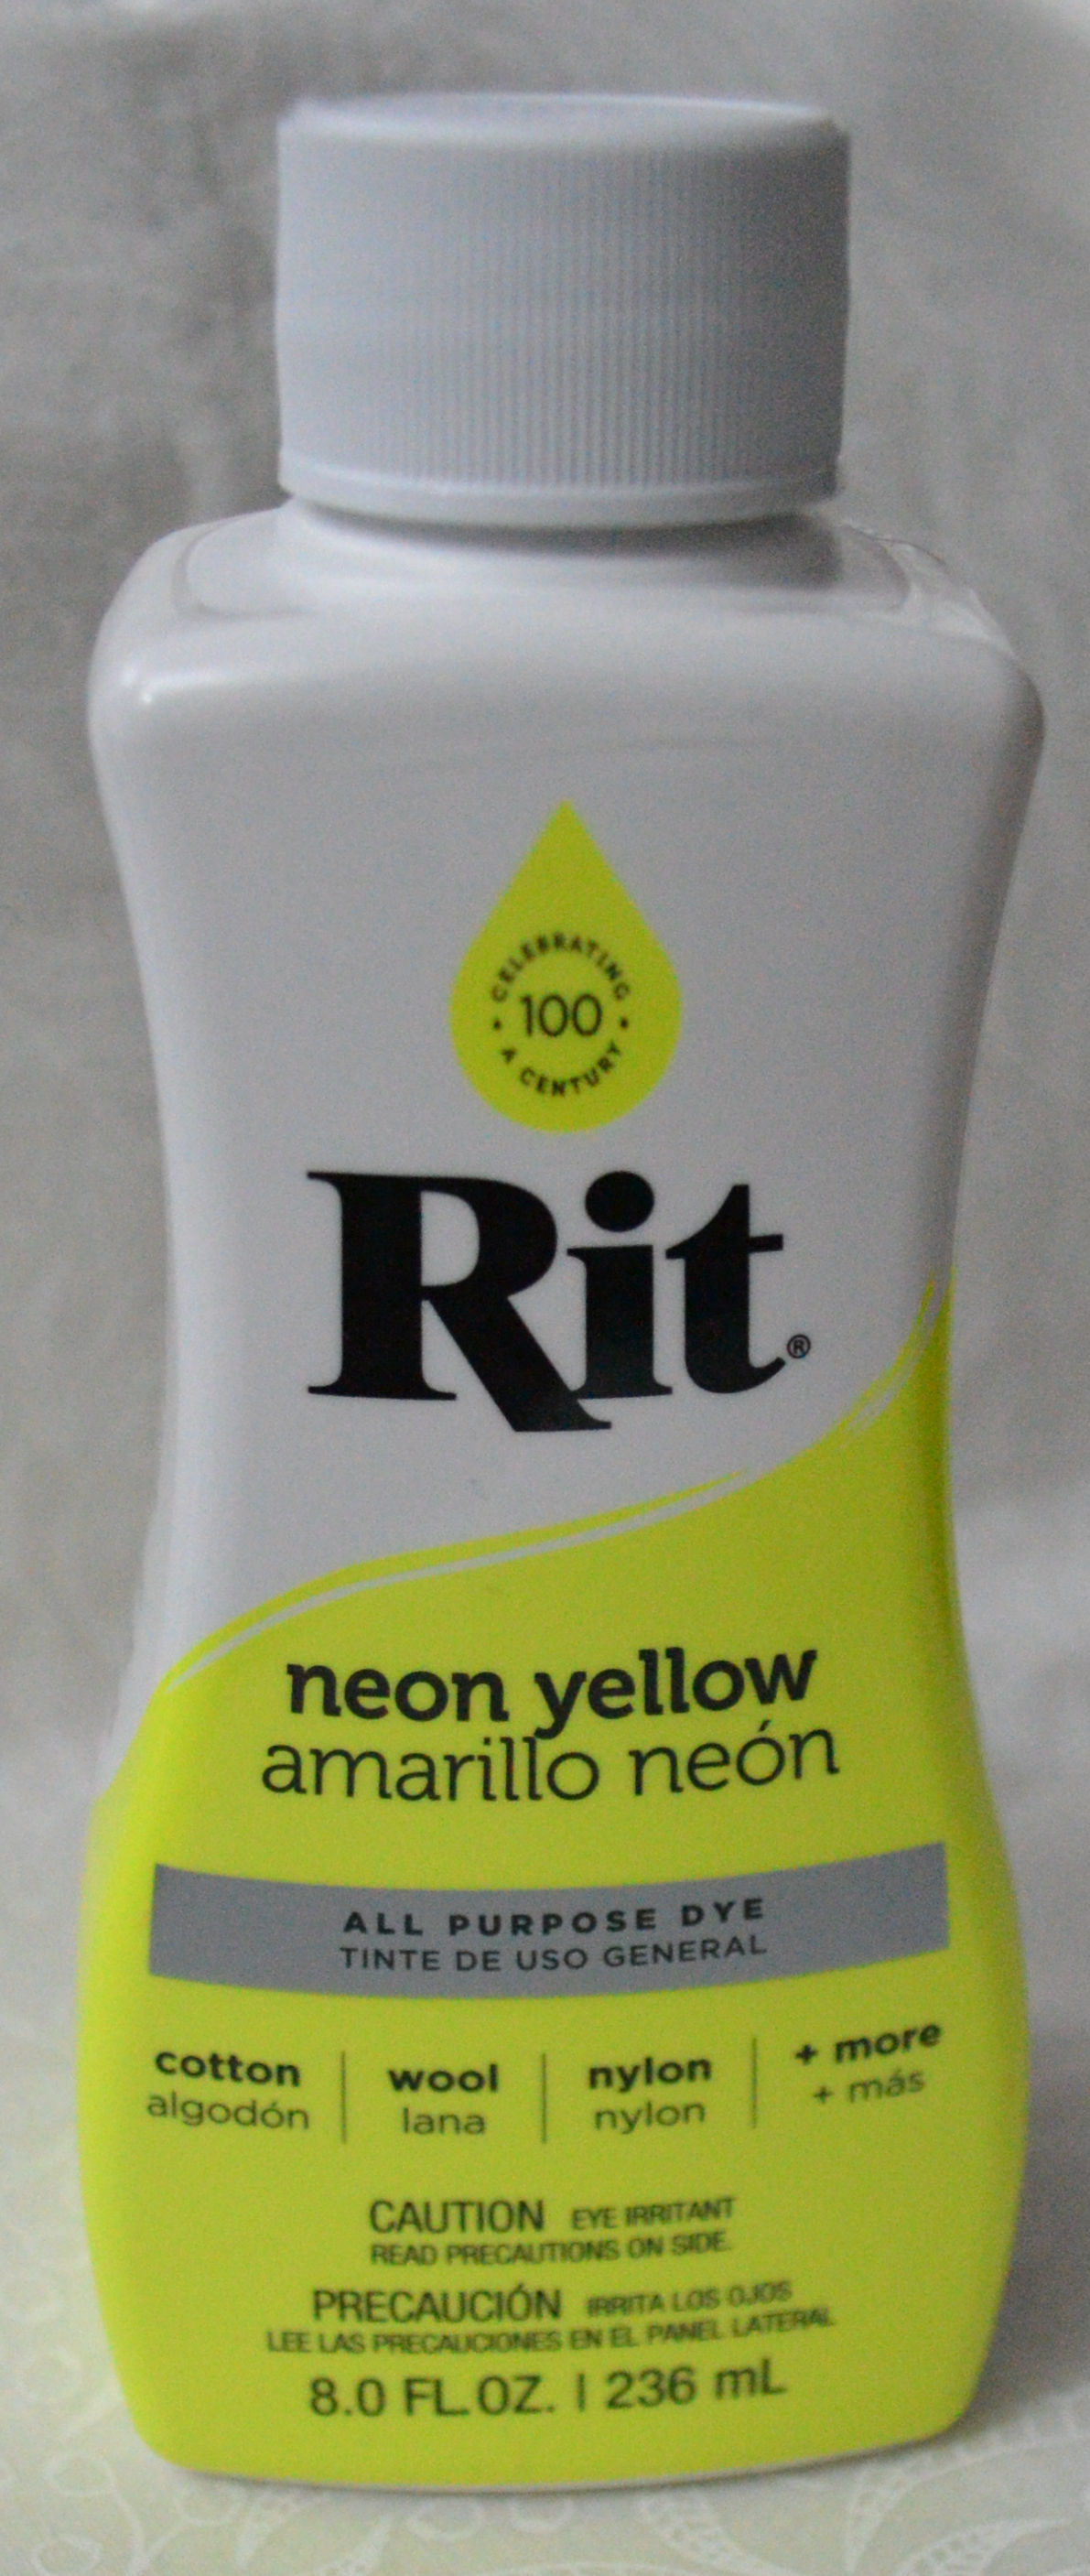 CELEBRATING
• 100 •
A CENTURY
Rit®
neon yellow
amarillo neón
ALL PURPOSE DYE
TINTE DE USO GENERAL
cotton | wool | nylon | + more
algodón | lana | nylon | + más
CAUTION EYE IRRITANT
READ PRECAUTIONS ON SIDE.
PRECAUCIÓN IRRITA LOS OJOS
LEE LAS PRECAUCIONES EN EL PANEL LATERAL
8.0 FL.OZ. | 236 mL